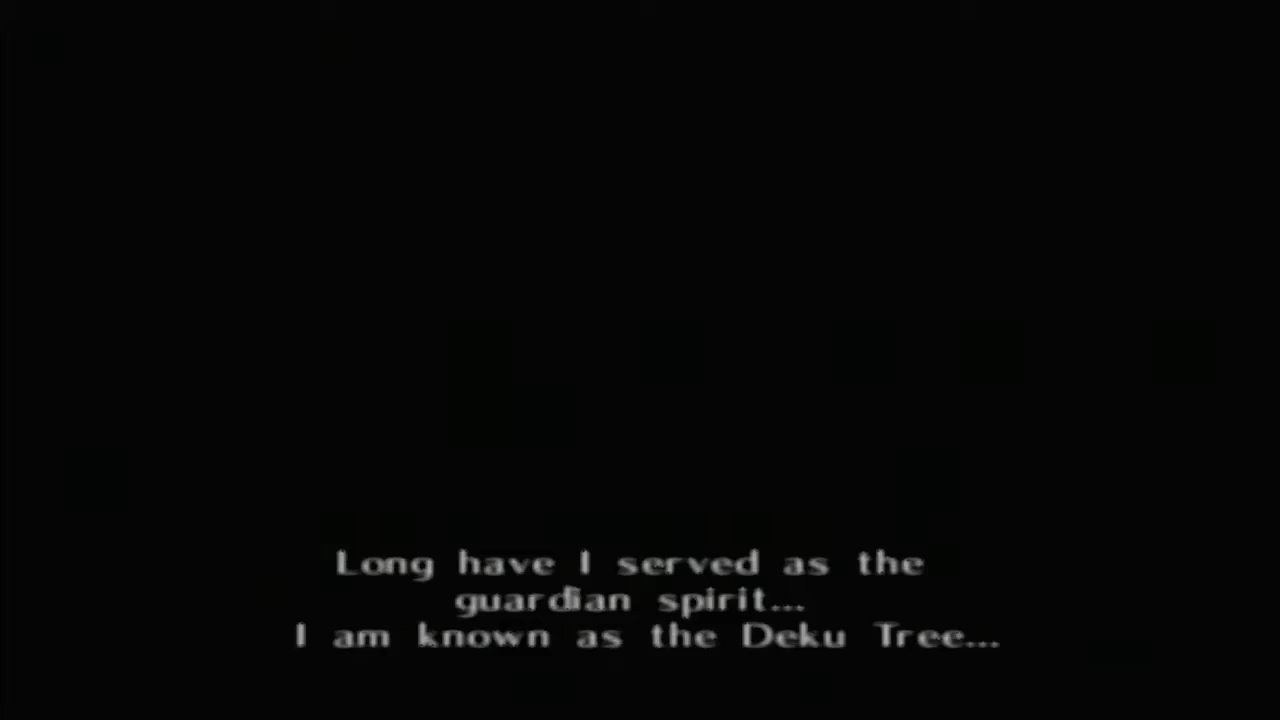 Long have I served as the
guardian spirit...
I am known as the Deku Tree...